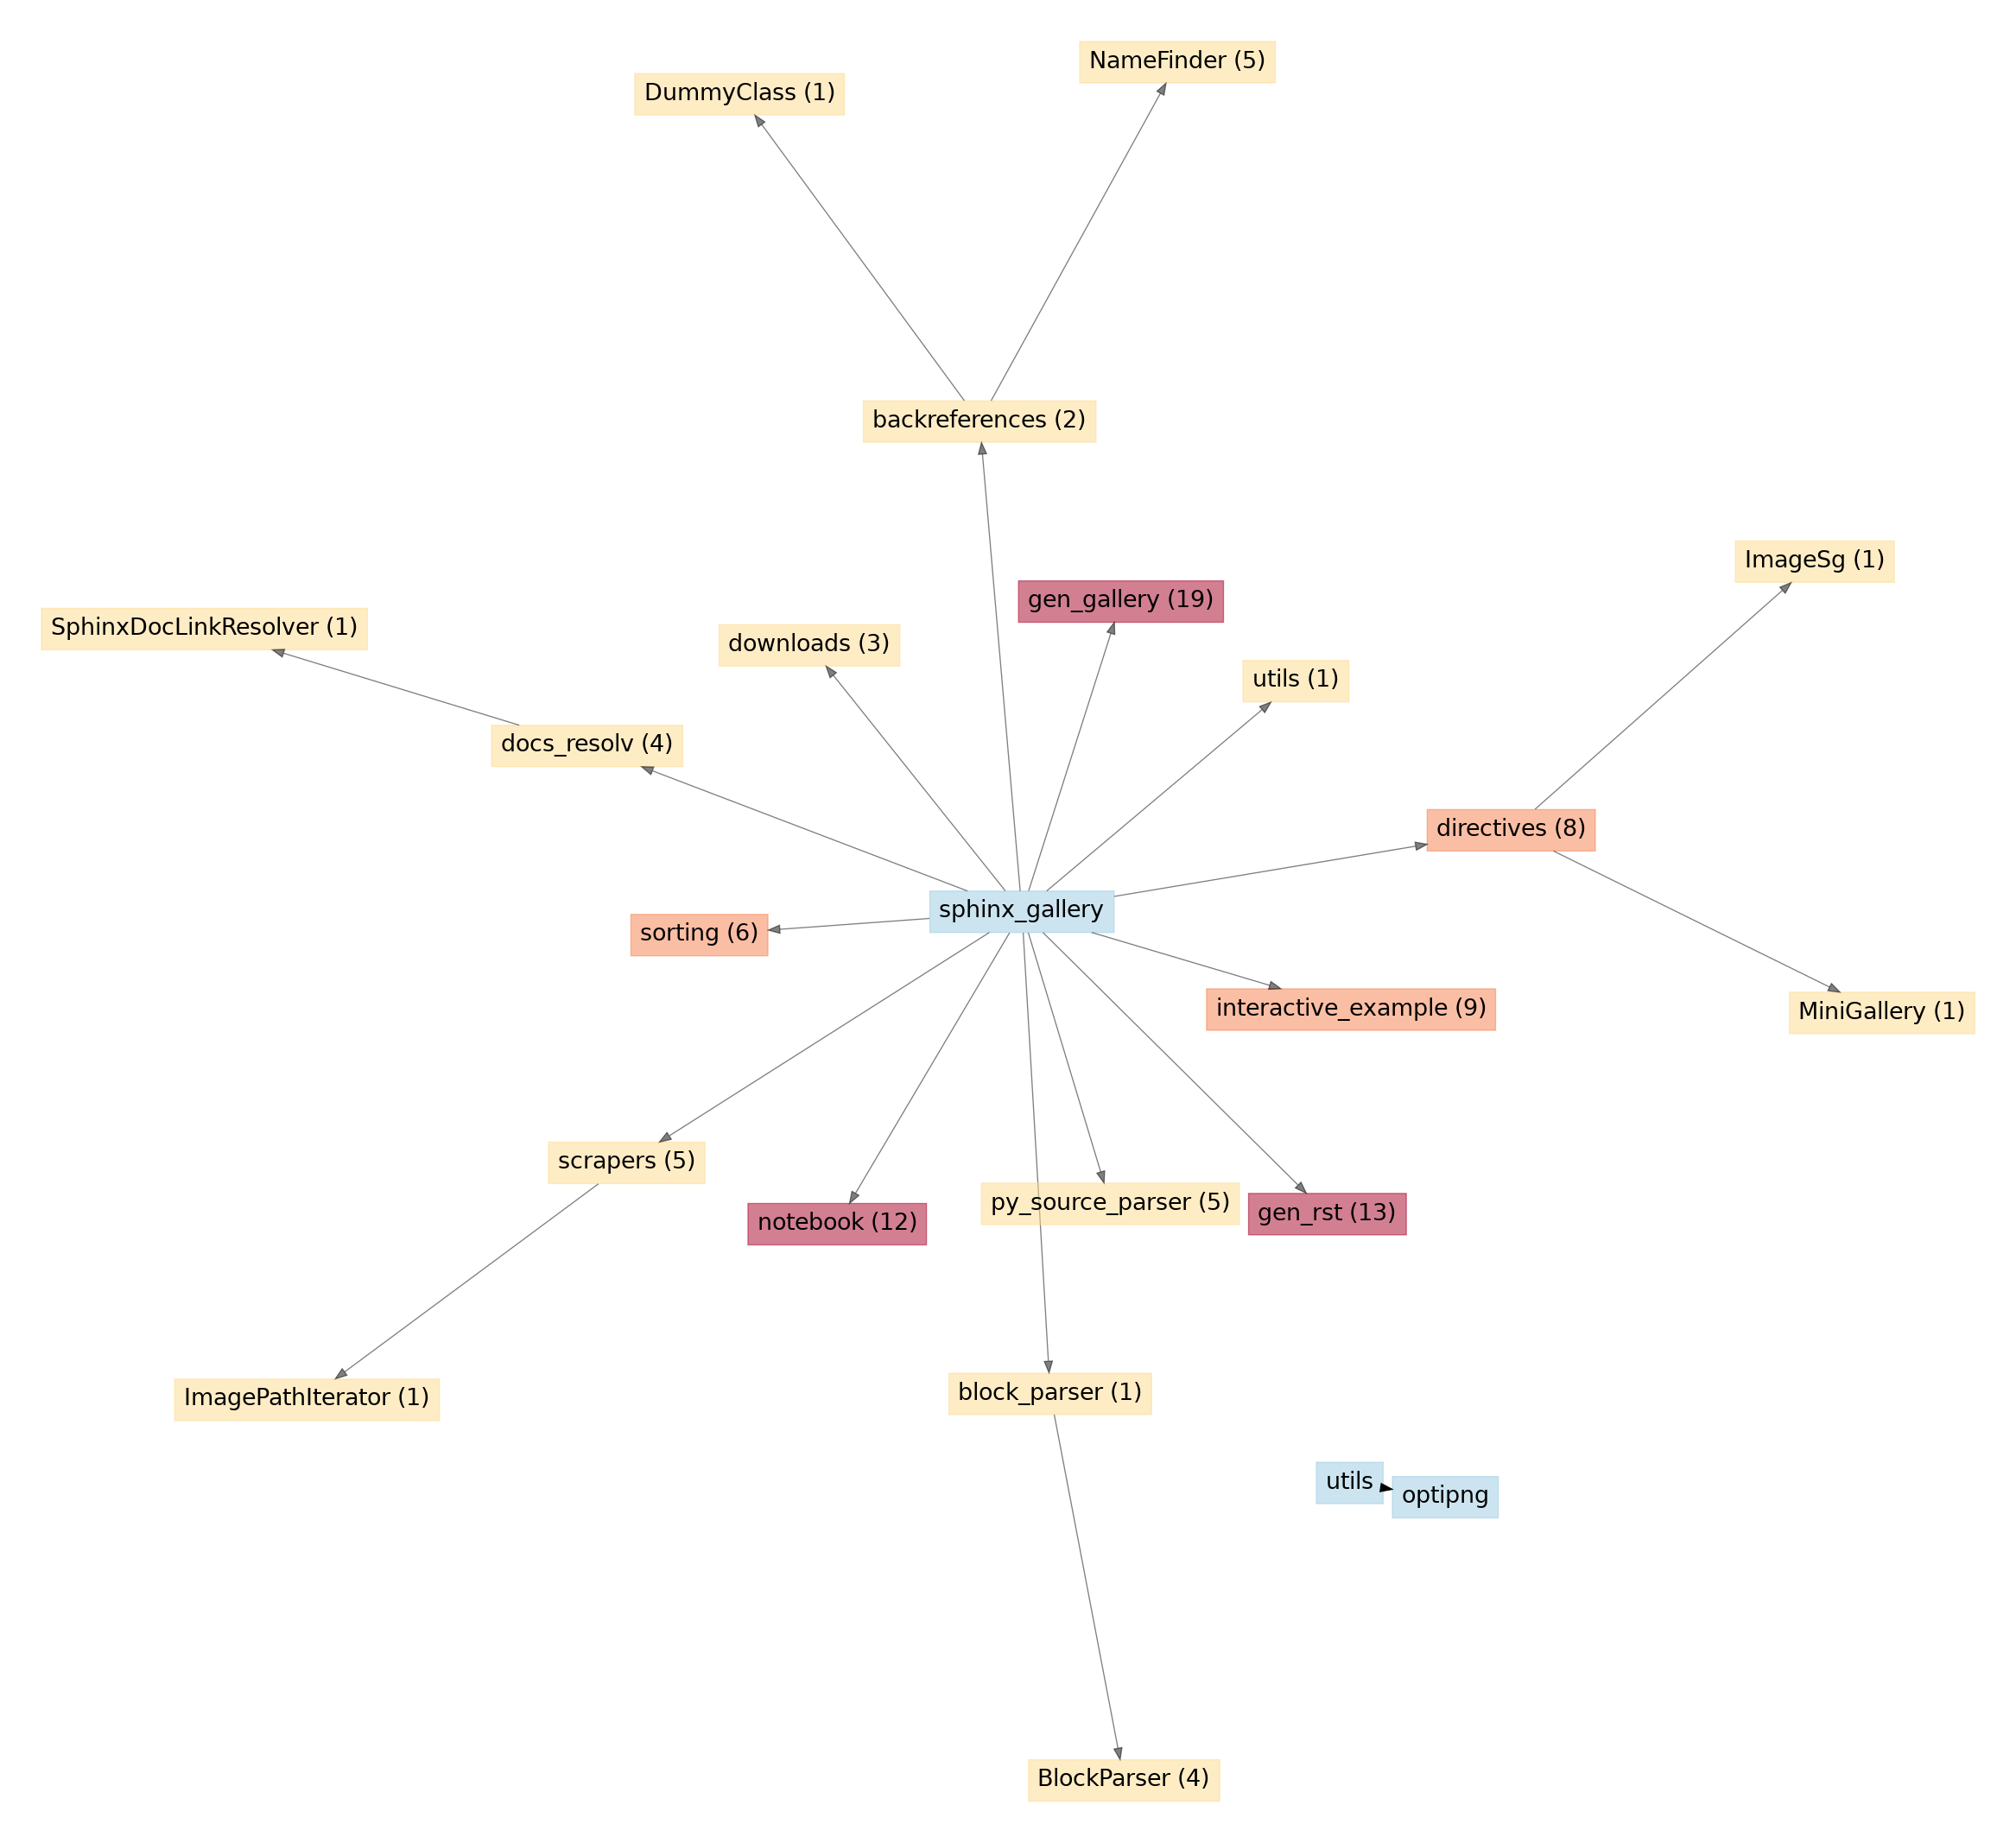 NameFinder (5)
DummyClass (1)
backreferences (2)
ImageSg (1)
gen_gallery (19)
SphinxDocLinkResolver (1)
downloads (3)
utils (1)
docs_resolv (4)
directives (8)
sphinx_gallery
sorting (6)
interactive_example (9)
MiniGallery (1)
scrapers (5)
py_source_parser (5)
gen_rst (13)
notebook (12)
block_parser (1)
ImagePathIterator (1)
utils
optipng
BlockParser (4)